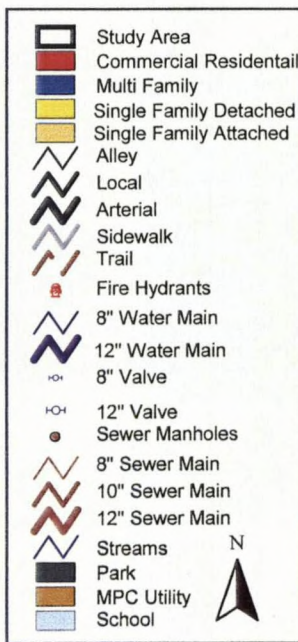 Study Area
Commercial Residentail
Multi Family
Single Family Detached
Single Family Attached
Alley
Local
Arterial
Sidewalk
Trail
Fire Hydrants
8" Water Main
12" Water Main
8" Valve
12" Valve
Sewer Manholes
8" Sewer Main
10" Sewer Main
12" Sewer Main
Streams
Park
MPC Utility
School
N